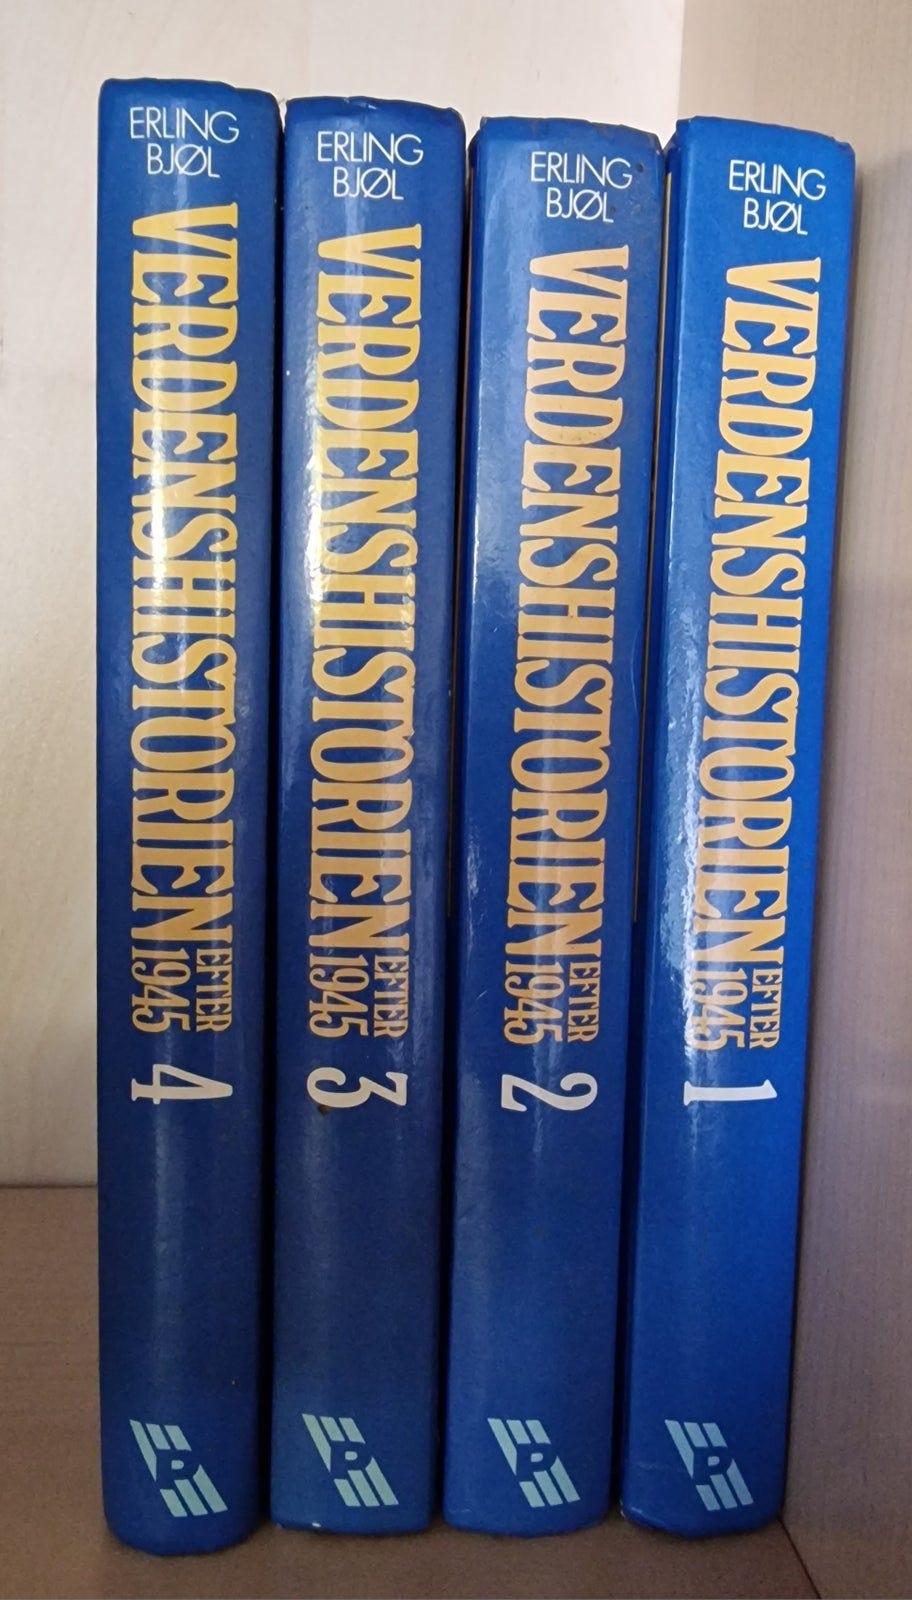 ERLING
BJØL
VERDENSHISTORIEN
EFTER
1945
4
ERLING
BJØL
VERDENSHISTORIEN
EFTER
1945
3
ERLING
BJØL
VERDENSHISTORIEN
EFTER
1945
2
ERLING
BJØL
VERDENSHISTORIEN
EFTER
1945
1